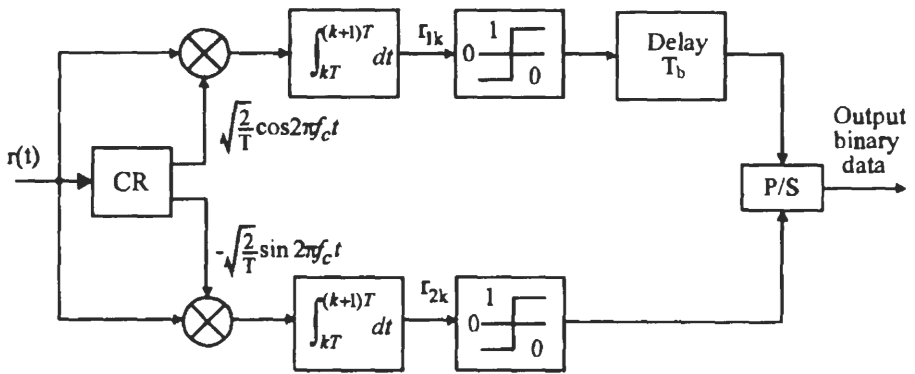 r(t)
CR
√2/T cos2πf_c t
-√2/T sin 2πf_c t
∫_{kT}^{(k+1)T} dt
r_{1k}
1
0
0
Delay
T_b
∫_{kT}^{(k+1)T} dt
r_{2k}
1
0
0
P/S
Output
binary
data